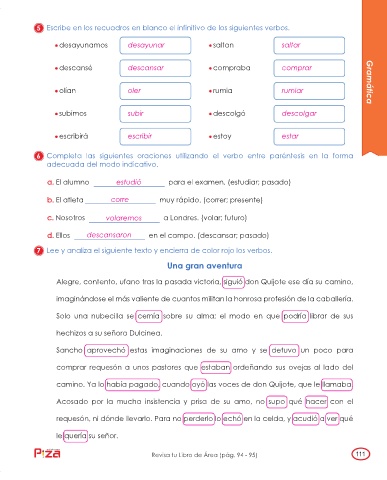 5 Escribe en los recuadros en blanco el infinitivo de los siguientes verbos.
• desayunamos desayunar • saltan saltar
• descansé descansar • compraba comprar
• olían oler • rumia rumiar
• subimos subir • descolgó descolgar
• escribirá escribir • estoy estar
Gramática
6 Completa las siguientes oraciones utilizando el verbo entre paréntesis en la forma
adecuada del modo indicativo.
a. El alumno estudió para el examen. (estudiar; pasado)
b. El atleta corre muy rápido. (correr; presente)
c. Nosotros volaremos a Londres. (volar; futuro)
d. Ellos descansaron en el campo. (descansar; pasado)
7 Lee y analiza el siguiente texto y encierra de color rojo los verbos.
Una gran aventura
Alegre, contento, ufano tras la pasada victoria, siguió don Quijote ese día su camino,
imaginándose el más valiente de cuantos militan la honrosa profesión de la caballería.
Solo una nubecilla se cernía sobre su alma: el modo en que podría librar de sus
hechizos a su señora Dulcinea.
Sancho aprovechó estas imaginaciones de su amo y se detuvo un poco para
comprar requesón a unos pastores que estaban ordeñando sus ovejas al lado del
camino. Ya lo había pagado, cuando oyó las voces de don Quijote, que le llamaba.
Acosado por la mucha insistencia y prisa de su amo, no supo qué hacer con el
requesón, ni dónde llevarlo. Para no perderlo lo echó en la celda, y acudió a ver qué
le quería su señor.
Pizza
Revisa tu Libro de Área (pág. 94 - 95)
111